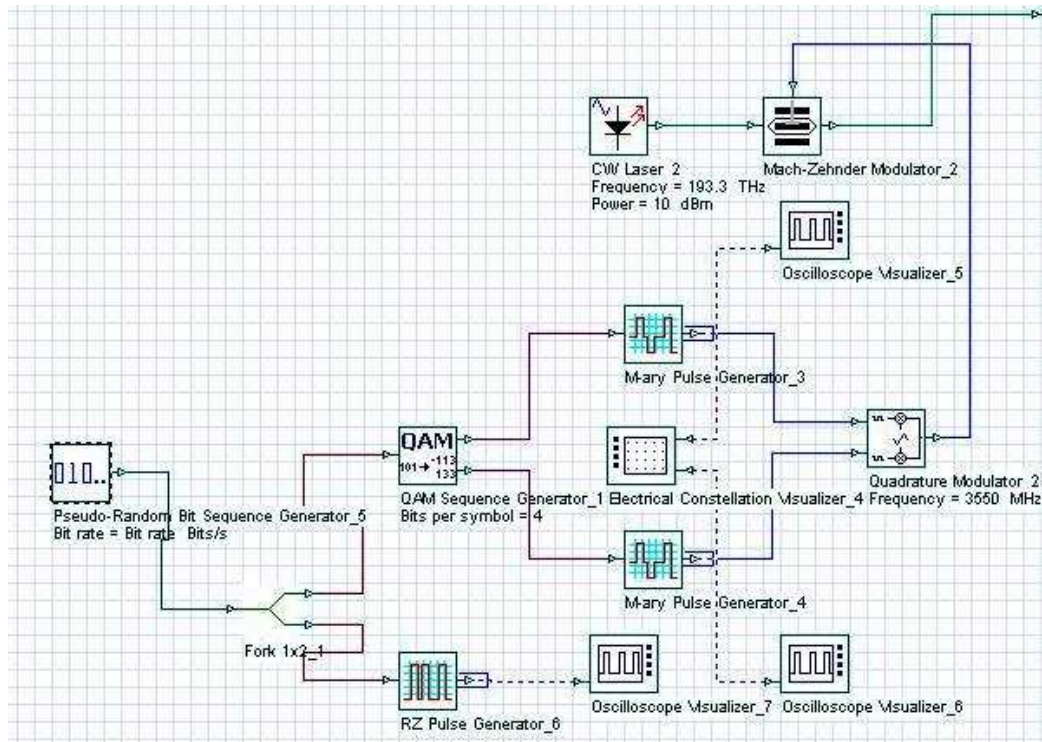 CW Laser 2
Frequency = 193.3 THz
Power = 10 dBm
Mach-Zehnder Modulator_2
Oscilloscope Visualizer_5
M-ary Pulse Generator_3
010..
Pseudo-Random Bit Sequence Generator_5
Bit rate = Bit rate Bits/s
QAM
101 -113
133
QAM Sequence Generator_1
Bits per symbol = 4
Electrical Constellation Visualizer_4
Quadrature Modulator_2
Frequency = 3550 MHz
M-ary Pulse Generator_4
Fork 1x2_1
RZ Pulse Generator_6
Oscilloscope Visualizer_7
Oscilloscope Visualizer_6